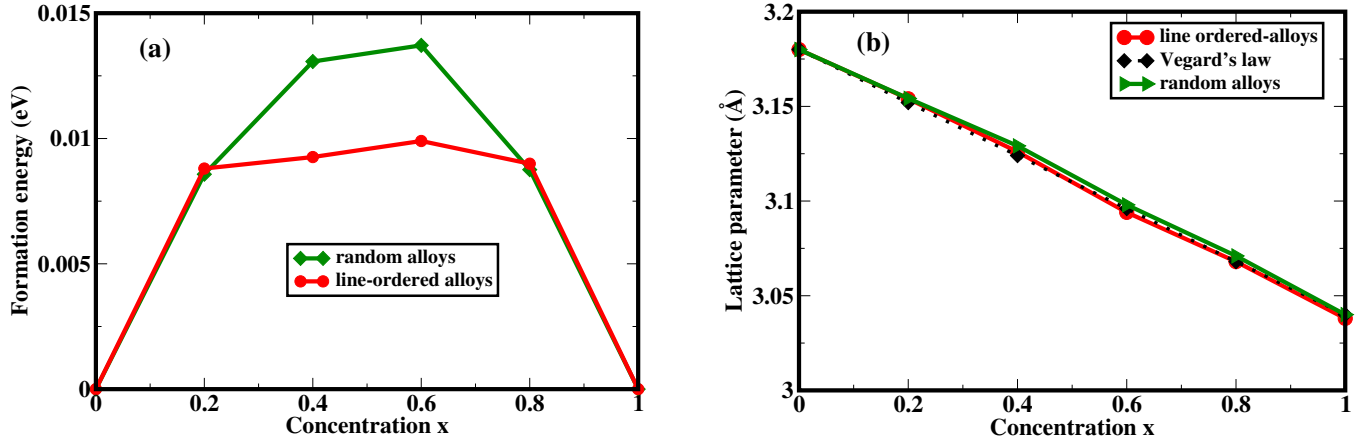 (a)
Formation energy (eV)
0.015
0.01
0.005
0
random alloys
line-ordered alloys
0
0.2
0.4
0.6
0.8
1
Concentration x
(b)
Lattice parameter (Å)
3.2
3.15
3.1
3.05
3
line ordered-alloys
Vegard's law
random alloys
0
0.2
0.4
0.6
0.8
1
Concentration x